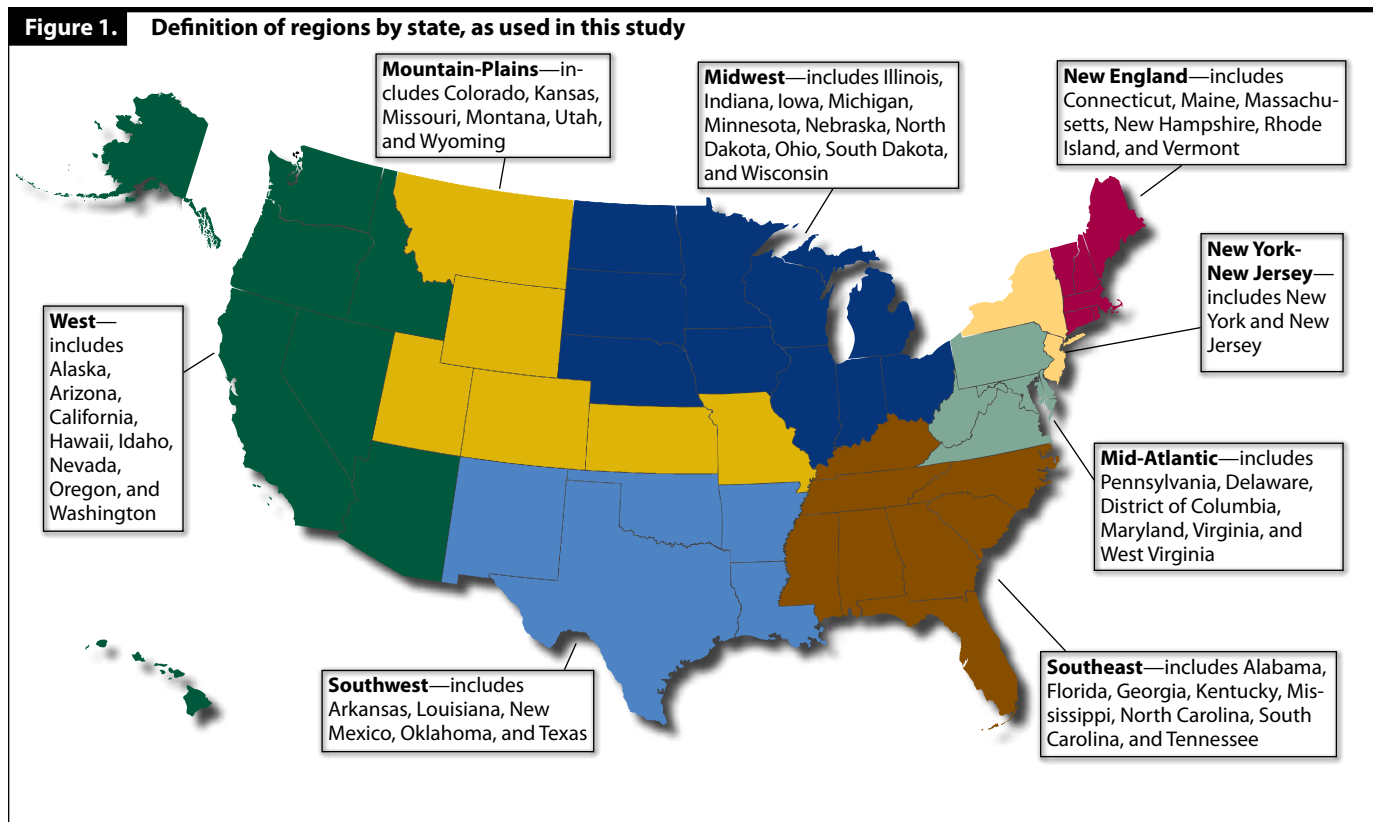 Figure 1. Definition of regions by state, as used in this study
Mountain-Plains—in-
cludes Colorado, Kansas,
Missouri, Montana, Utah,
and Wyoming
Midwest—includes Illinois,
Indiana, Iowa, Michigan,
Minnesota, Nebraska, North
Dakota, Ohio, South Dakota,
and Wisconsin
New England—includes
Connecticut, Maine, Massachu-
setts, New Hampshire, Rhode
Island, and Vermont
New York-
New Jersey—
includes New
York and New
Jersey
West—
includes
Alaska,
Arizona,
California,
Hawaii, Idaho,
Nevada,
Oregon, and
Washington
Mid-Atlantic—includes
Pennsylvania, Delaware,
District of Columbia,
Maryland, Virginia, and
West Virginia
Southwest—includes
Arkansas, Louisiana, New
Mexico, Oklahoma, and Texas
Southeast—includes Alabama,
Florida, Georgia, Kentucky, Mis-
sissippi, North Carolina, South
Carolina, and Tennessee